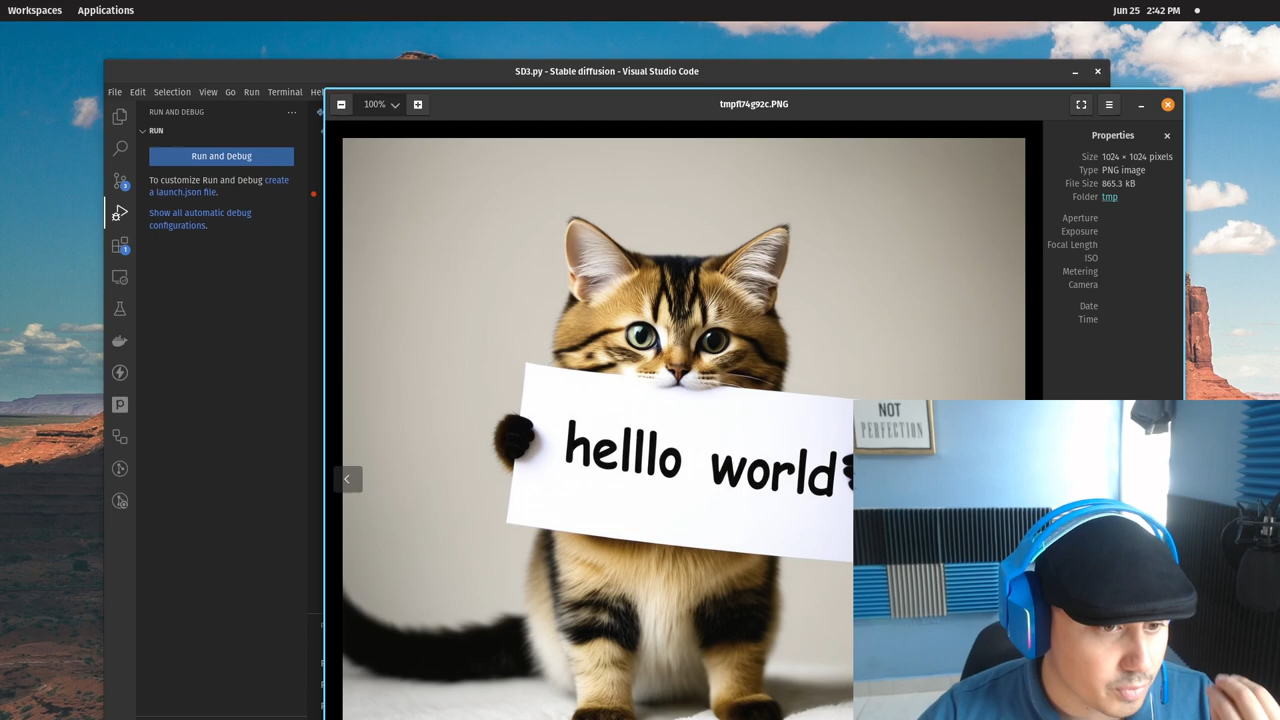 Workspaces Applications Jun 25 2:42 PM
SD3.py - Stable diffusion - Visual Studio Code
File Edit Selection View Go Run Terminal
100% tmpfl74g92c.PNG
RUN AND DEBUG
RUN
Run and Debug
To customize Run and Debug create
a launch.json file.
Show all automatic debug
configurations.
3
1
Properties
Size 1024 × 1024 pixels
Type PNG image
File Size 865.3 kB
Folder tmp
Aperture
Exposure
Focal Length
ISO
Metering
Camera
Date
Time
helllo world
NOT
PERFECTION